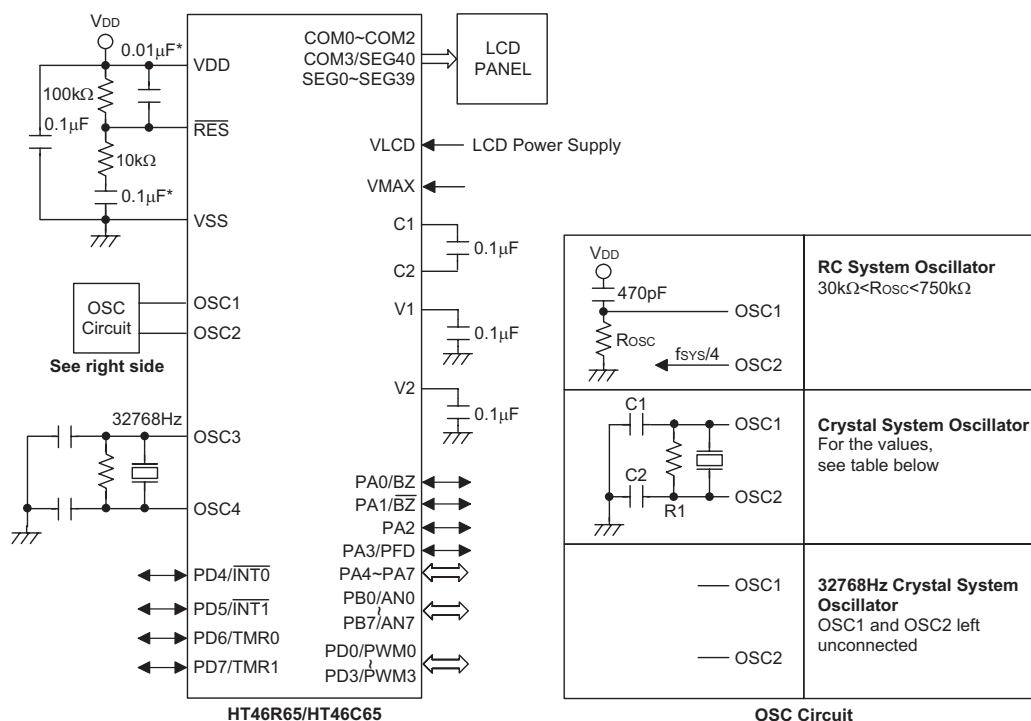 VDD
0.01μF*
VDD
100kΩ
0.1μF
RES
10kΩ
0.1μF*
VSS
OSC
Circuit
OSC1
OSC2
See right side
32768Hz
OSC3
OSC4
PD4/INT0
PD5/INT1
PD6/TMR0
PD7/TMR1
COM0~COM2
COM3/SEG40
SEG0~SEG39
LCD
PANEL
VLCD
LCD Power Supply
VMAX
C1
0.1μF
C2
V1
0.1μF
V2
0.1μF
PA0/BZ
PA1/BZ
PA2
PA3/PFD
PA4~PA7
PB0/AN0
~
PB7/AN7
PD0/PWM0
~
PD3/PWM3
HT46R65/HT46C65
VDD
470pF
OSC1
ROSC
fSYS/4
OSC2
RC System Oscillator
30kΩ<ROSC<750kΩ
C1
OSC1
C2
OSC2
R1
Crystal System Oscillator
For the values,
see table below
OSC1
OSC2
32768Hz Crystal System
Oscillator
OSC1 and OSC2 left
unconnected
OSC Circuit